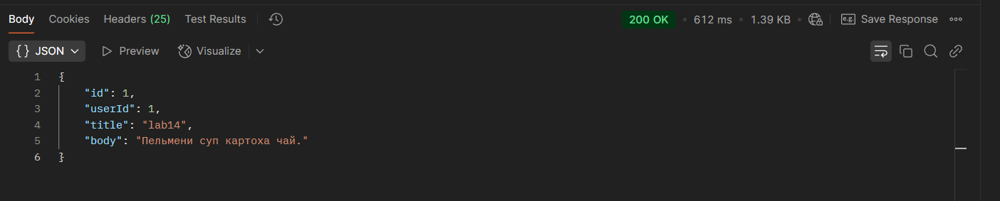 Body Cookies Headers (25) Test Results 200 OK • 612 ms • 1.39 KB • e.g. Save Response
{} JSON Preview Visualize
1 {
2 "id": 1,
3 "userId": 1,
4 "title": "lab14",
5 "body": "Пельмени суп картоха чай."
6 }